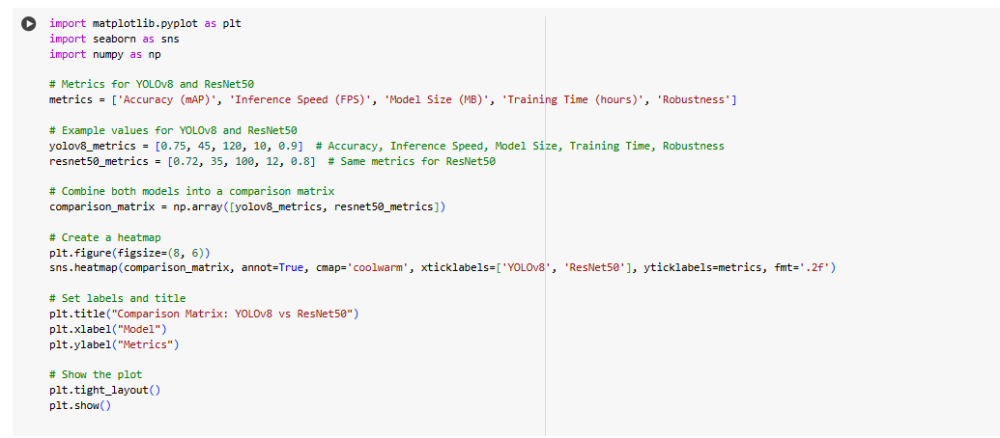 import matplotlib.pyplot as plt
import seaborn as sns
import numpy as np
# Metrics for YOLOv8 and ResNet50
metrics = ['Accuracy (mAP)', 'Inference Speed (FPS)', 'Model Size (MB)', 'Training Time (hours)', 'Robustness']
# Example values for YOLOv8 and ResNet50
yolov8_metrics = [0.75, 45, 120, 10, 0.9]  # Accuracy, Inference Speed, Model Size, Training Time, Robustness
resnet50_metrics = [0.72, 35, 100, 12, 0.8]  # Same metrics for ResNet50
# Combine both models into a comparison matrix
comparison_matrix = np.array([yolov8_metrics, resnet50_metrics])
# Create a heatmap
plt.figure(figsize=(8, 6))
sns.heatmap(comparison_matrix, annot=True, cmap='coolwarm', xticklabels=['YOLOv8', 'ResNet50'], yticklabels=metrics, fmt='.2f')
# Set labels and title
plt.title("Comparison Matrix: YOLOv8 vs ResNet50")
plt.xlabel("Model")
plt.ylabel("Metrics")
# Show the plot
plt.tight_layout()
plt.show()